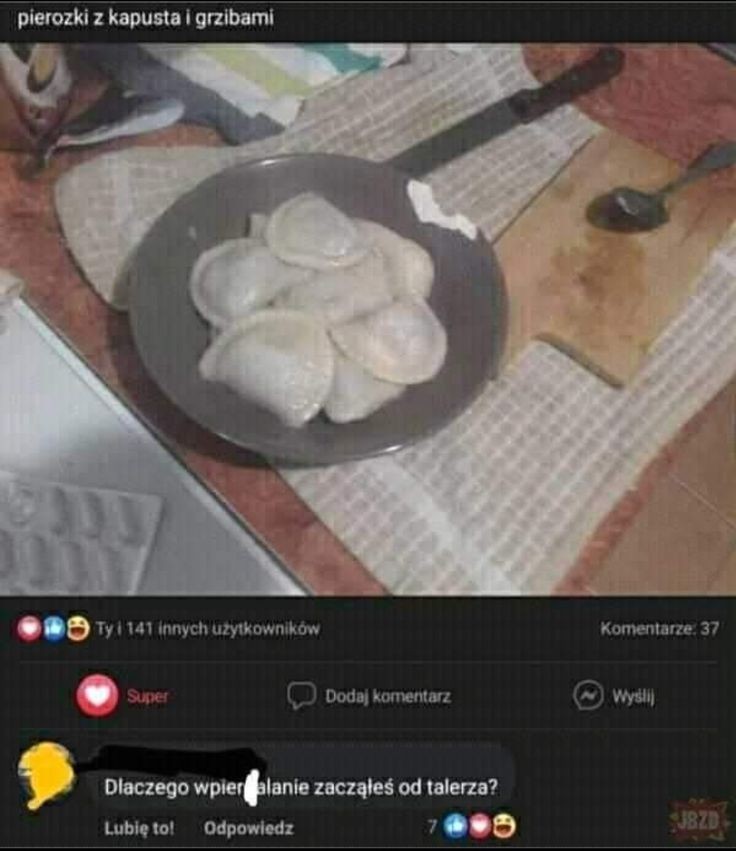 pierozki z kapusta i grzibami
Ty i 141 innych użytkowników
Komentarze: 37
Super
Dodaj komentarz
Wyślij
Dlaczego wpier alanie zacząłeś od talerza?
Lubię to!
Odpowiedz
7
JBZD